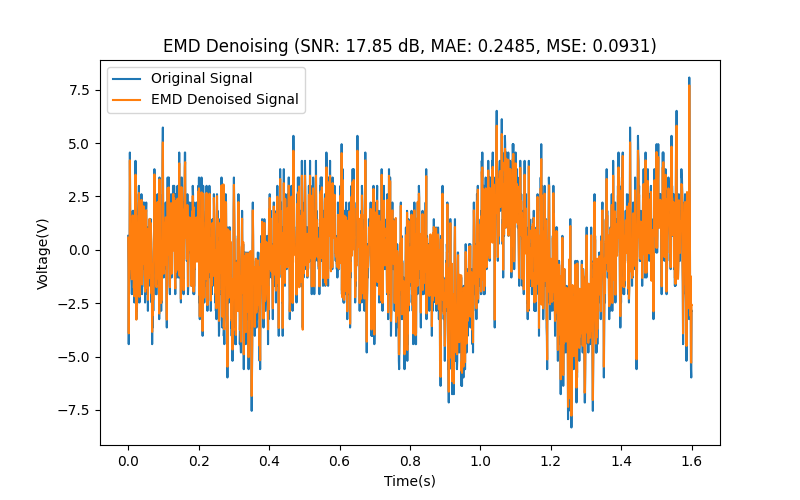 EMD Denoising (SNR: 17.85 dB, MAE: 0.2485, MSE: 0.0931)
Original Signal
EMD Denoised Signal
Voltage(V)
7.5
5.0
2.5
0.0
−2.5
−5.0
−7.5
0.0 0.2 0.4 0.6 0.8 1.0 1.2 1.4 1.6
Time(s)